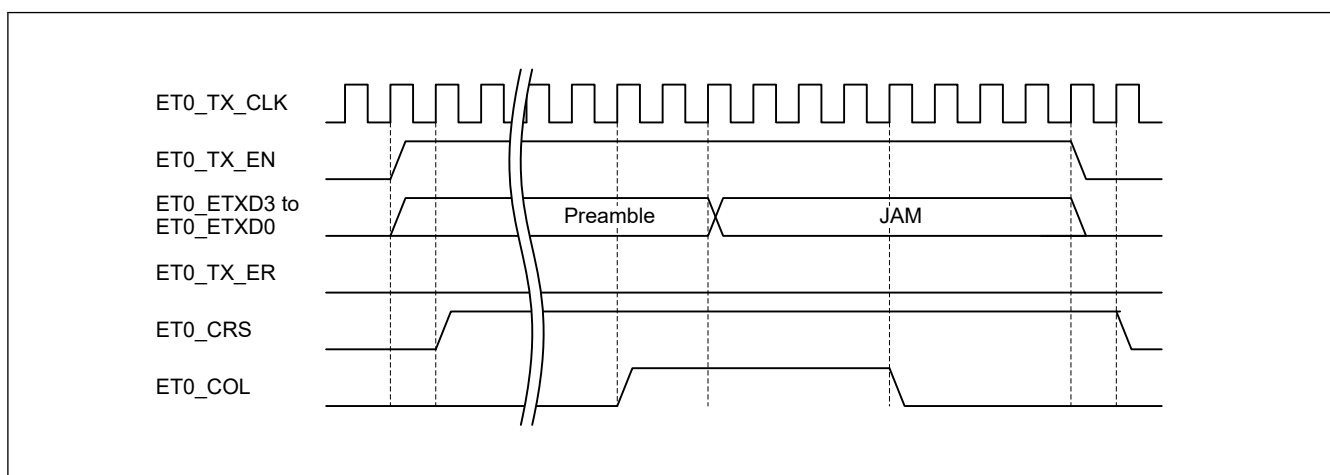 ET0_TX_CLK
ET0_TX_EN
ET0_ETXD3 to
ET0_ETXD0
Preamble
JAM
ET0_TX_ER
ET0_CRS
ET0_COL